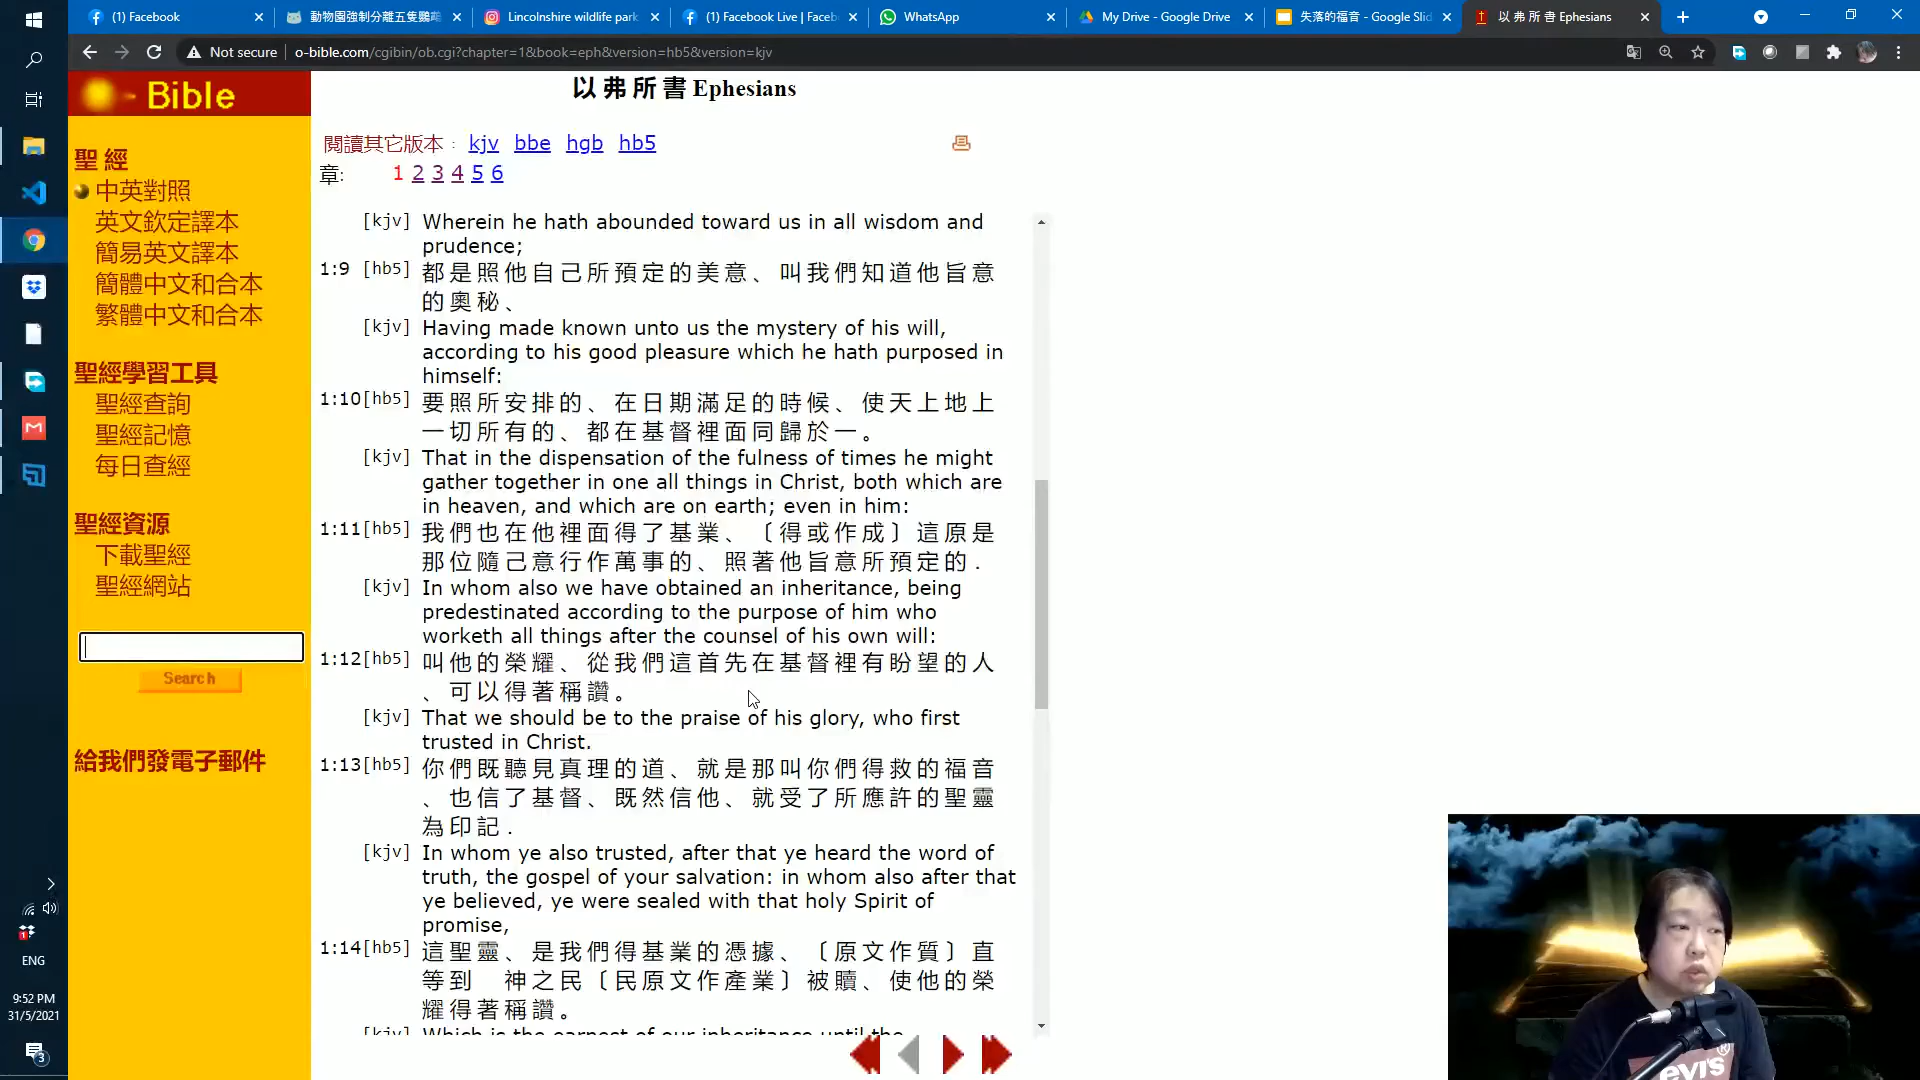 (1) Facebook
動物園強制分離五隻鸚
Lincolnshire wildlife park
(1) Facebook Live | Faceb
WhatsApp
My Drive - Google Drive
失落的福音 - Google Slid
以 弗 所 書 Ephesians
Not secure
o-bible.com/cgibin/ob.cgi?chapter=1&book=eph&version=hb5&version=kjv
Bible
聖 經
中英對照
英文欽定譯本
簡易英文譯本
簡體中文和合本
繁體中文和合本
聖經學習工具
聖經查詢
聖經記憶
每日查經
聖經資源
下載聖經
聖經網站
Search
給我們發電子郵件
以 弗 所 書 Ephesians
閱讀其它版本 : kjv bbe hgb hb5
章: 1 2 3 4 5 6
[kjv] Wherein he hath abounded toward us in all wisdom and
prudence;
1:9 [hb5] 都是照他自己所預定的美意、叫我們知道他旨意
的奧秘、
[kjv] Having made known unto us the mystery of his will,
according to his good pleasure which he hath purposed in
himself:
1:10[hb5] 要照所安排的、在日期滿足的時候、使天上地上
一切所有的、都在基督裡面同歸於一。
[kjv] That in the dispensation of the fulness of times he might
gather together in one all things in Christ, both which are
in heaven, and which are on earth; even in him:
1:11[hb5] 我們也在他裡面得了基業、〔得或作成〕這原是
那位隨己意行作萬事的、照著他旨意所預定的.
[kjv] In whom also we have obtained an inheritance, being
predestinated according to the purpose of him who
worketh all things after the counsel of his own will:
1:12[hb5] 叫他的榮耀、從我們這首先在基督裡有盼望的人
、可以得著稱讚。
[kjv] That we should be to the praise of his glory, who first
trusted in Christ.
1:13[hb5] 你們既聽見真理的道、就是那叫你們得救的福音
、也信了基督、既然信他、就受了所應許的聖靈
為印記.
[kjv] In whom ye also trusted, after that ye heard the word of
truth, the gospel of your salvation: in whom also after that
ye believed, ye were sealed with that holy Spirit of
promise,
1:14[hb5] 這聖靈、是我們得基業的憑據、〔原文作質〕直
等到 神之民〔民原文作產業〕被贖、使他的榮
耀得著稱讚。
[kjv] Which is the earnest of our inheritance until the
ENG
9:52 PM
31/5/2021
3